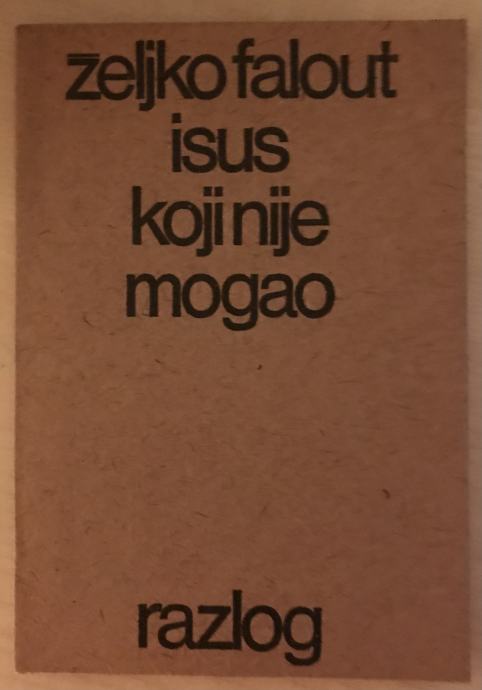 željko falout
isus
koji nije
mogao
razlog